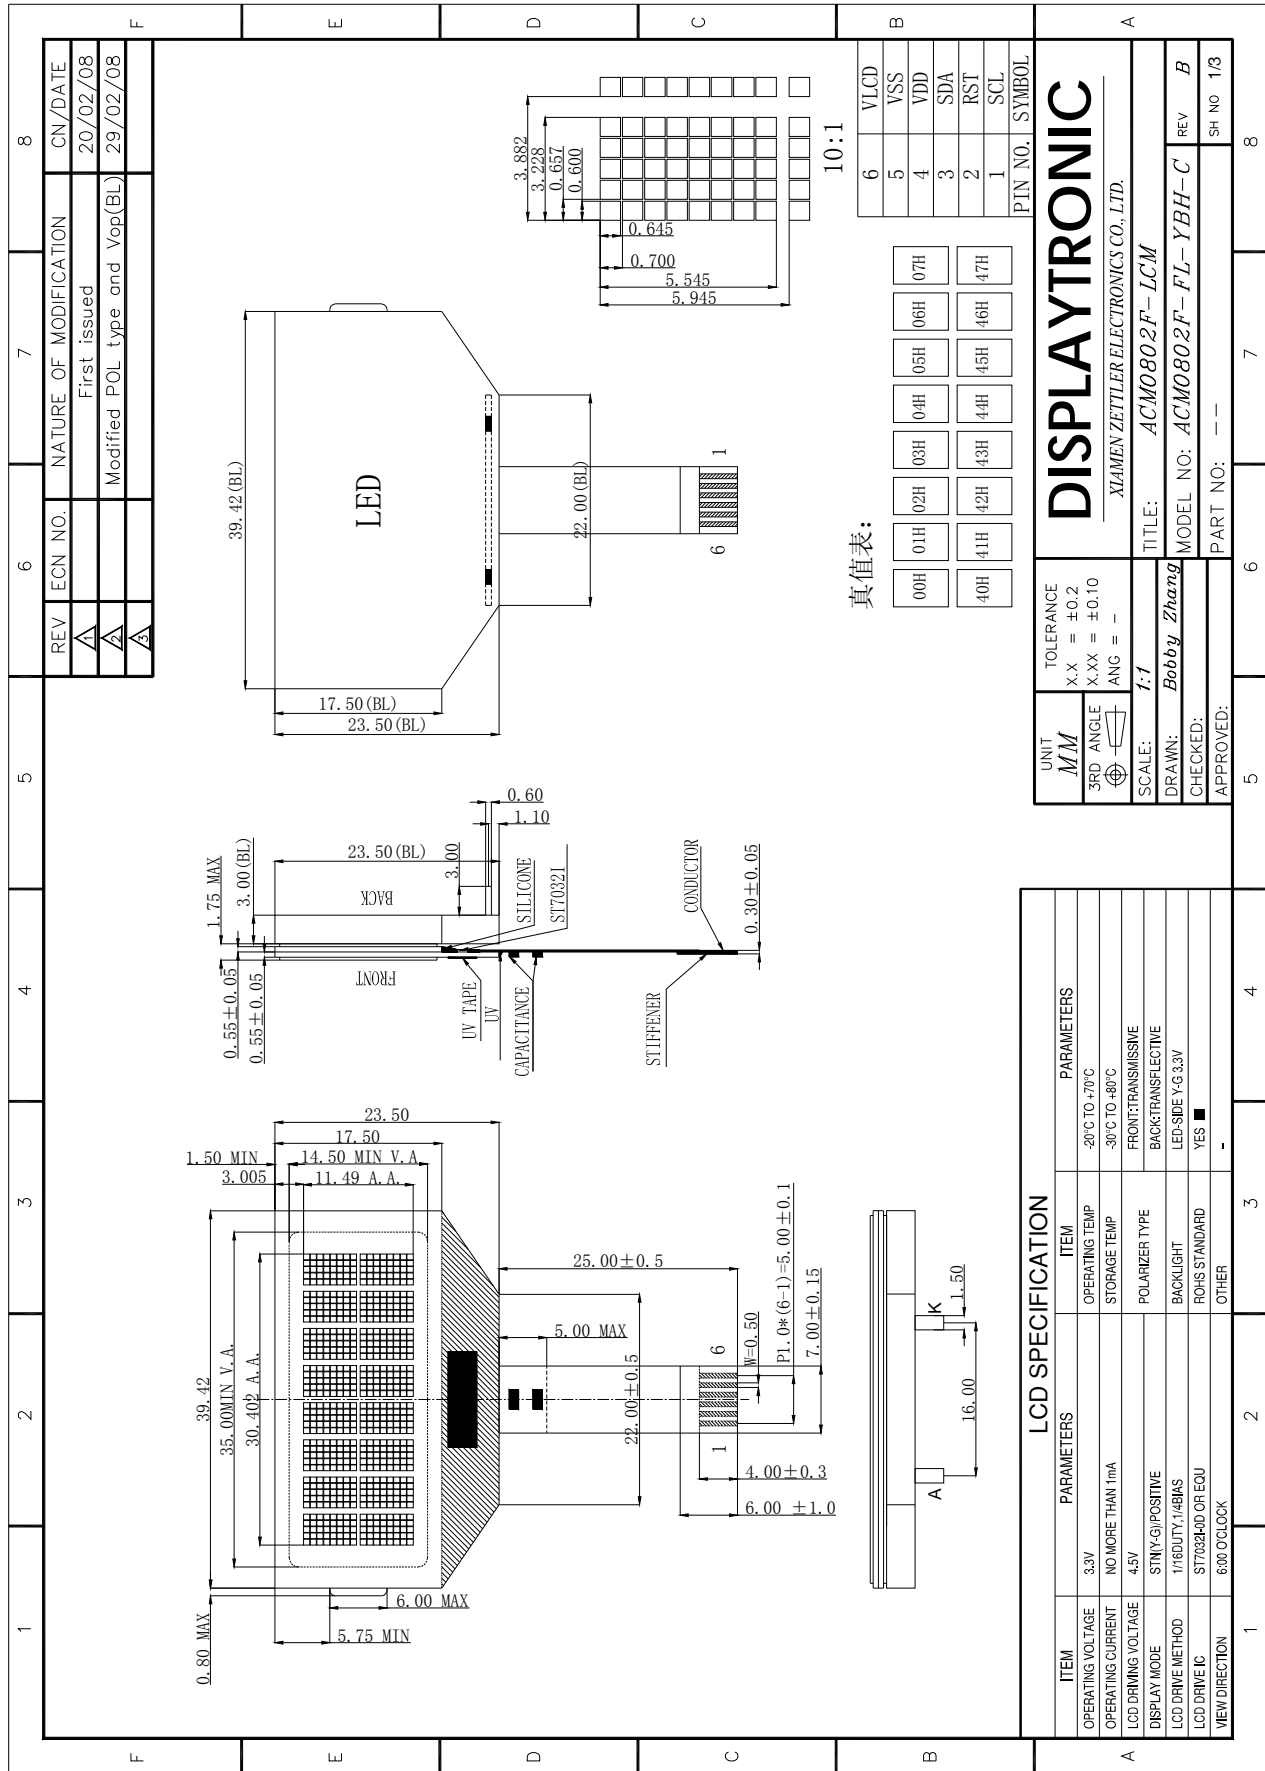 1
2
3
4
5
6
7
8
F
E
D
C
B
A
REV
ECN NO.
NATURE OF MODIFICATION
CN/DATE
1
First issued
20/02/08
2
Modified POL type and Vop(BL)
29/02/08
3
0.80 MAX
39.42
35.00MIN V.A.
30.402 A.A.
1.50 MIN
3.005
23.50
17.50
14.50 MIN V.A.
11.49 A.A.
6.00 MAX
5.75 MIN
25.00±0.5
5.00 MAX
22.00±0.5
1
6
W=0.50
P1.0*(6-1)=5.00±0.1
7.00±0.15
4.00±0.3
6.00 ±1.0
1.75 MAX
3.00(BL)
0.55±0.05
0.55±0.05
23.50(BL)
BACK
FRONT
3.00
0.60
1.10
SILICONE
ST7032I
UV TAPE
UV
CAPACITANCE
CONDUCTOR
STIFFENER
0.30±0.05
39.42(BL)
LED
17.50(BL)
23.50(BL)
22.00(BL)
6
1
3.882
3.228
0.657
0.600
0.645
0.700
5.545
5.945
10:1
A
K
1.50
16.00
真值表:
00H 01H 02H 03H 04H 05H 06H 07H
40H 41H 42H 43H 44H 45H 46H 47H
6 VLCD
5 VSS
4 VDD
3 SDA
2 RST
1 SCL
PIN NO. SYMBOL
LCD SPECIFICATION
ITEM PARAMETERS ITEM PARAMETERS
OPERATING VOLTAGE 3.3V OPERATING TEMP -20°C TO +70°C
OPERATING CURRENT NO MORE THAN 1mA STORAGE TEMP -30°C TO +80°C
LCD DRIVING VOLTAGE 4.5V POLARIZER TYPE FRONT:TRANSMISSIVE
DISPLAY MODE STN(Y-G)/POSITIVE BACK:TRANSFLECTIVE
LCD DRIVE METHOD 1/16DUTY,1/4BIAS BACKLIGHT LED-SIDE Y-G 3.3V
LCD DRIVE IC ST7032I-0D OR EQU ROHS STANDARD YES ■
VIEW DIRECTION 6:00 O'CLOCK OTHER -
UNIT
MM
3RD ANGLE
TOLERANCE
X.X = ±0.2
X.XX = ±0.10
ANG = -
SCALE: 1:1
DRAWN: Bobby Zhang
CHECKED:
APPROVED:
DISPLAYTRONIC
XIAMEN ZETTLER ELECTRONICS CO., LTD.
TITLE: ACM0802F-LCM
MODEL NO: ACM0802F-FL-YBH-C
REV B
PART NO: --
SH NO 1/3
1
2
3
4
5
6
7
8
F
E
D
C
B
A